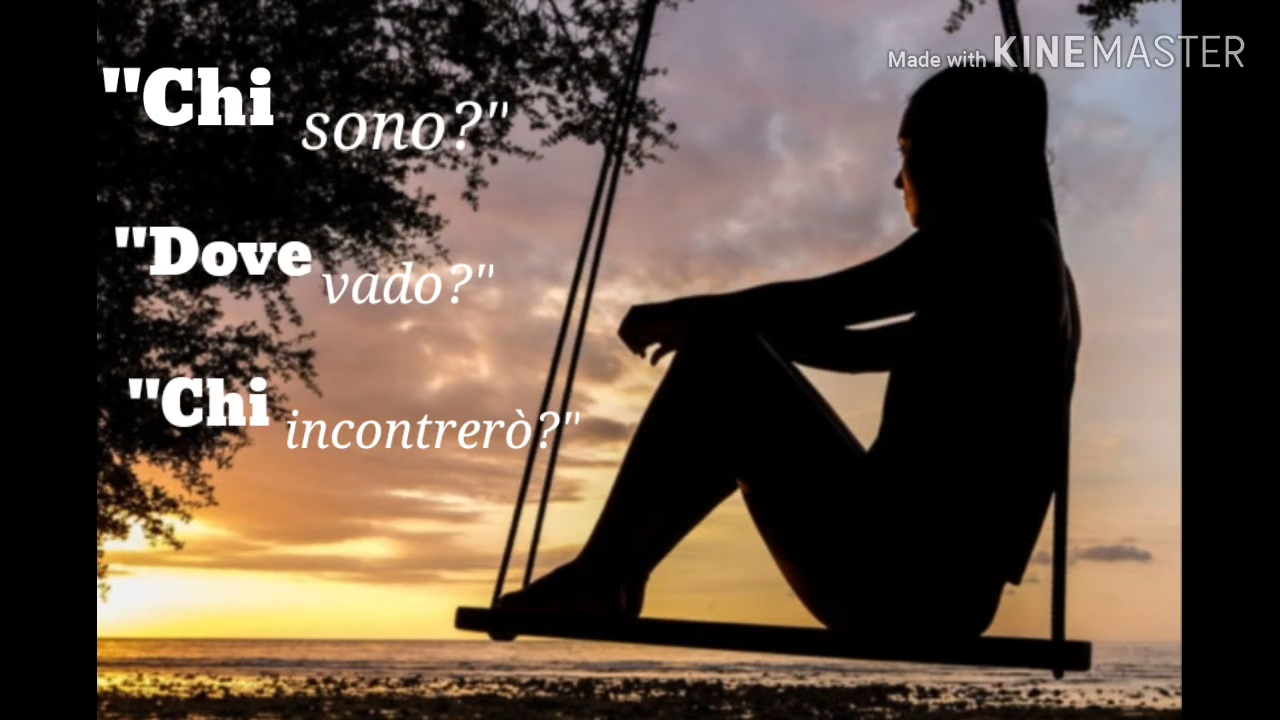 Made with KINEMASTER
"Chi sono?"
"Dove vado?"
"Chi incontrerò?"